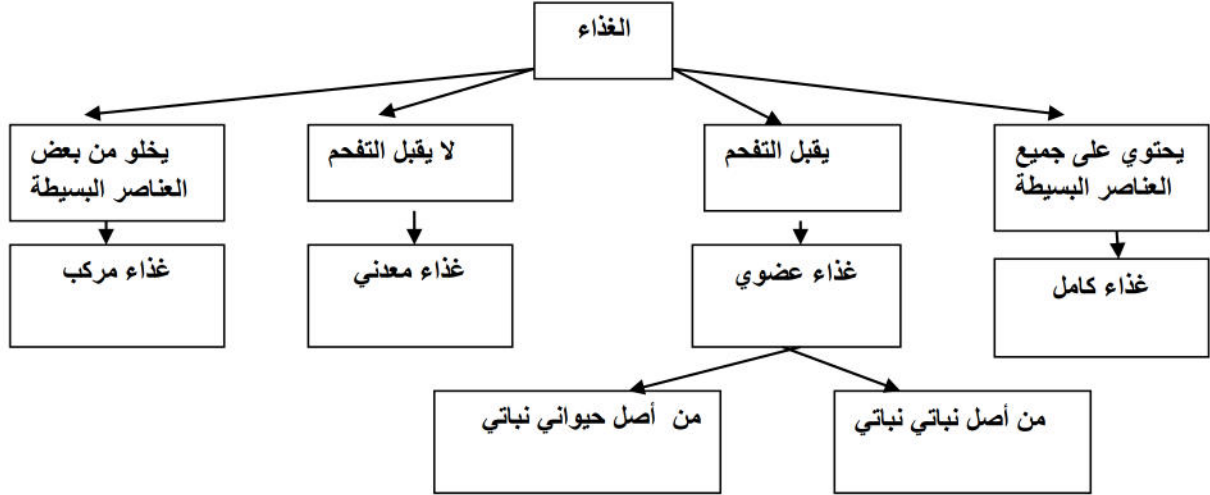 الغذاء
يحتوي على جميع
العناصر البسيطة
يقبل التفحم
لا يقبل التفحم
يخلو من بعض
العناصر البسيطة
غذاء كامل
غذاء عضوي
غذاء معدني
غذاء مركب
من أصل نباتي نباتي
من أصل حيواني نباتي